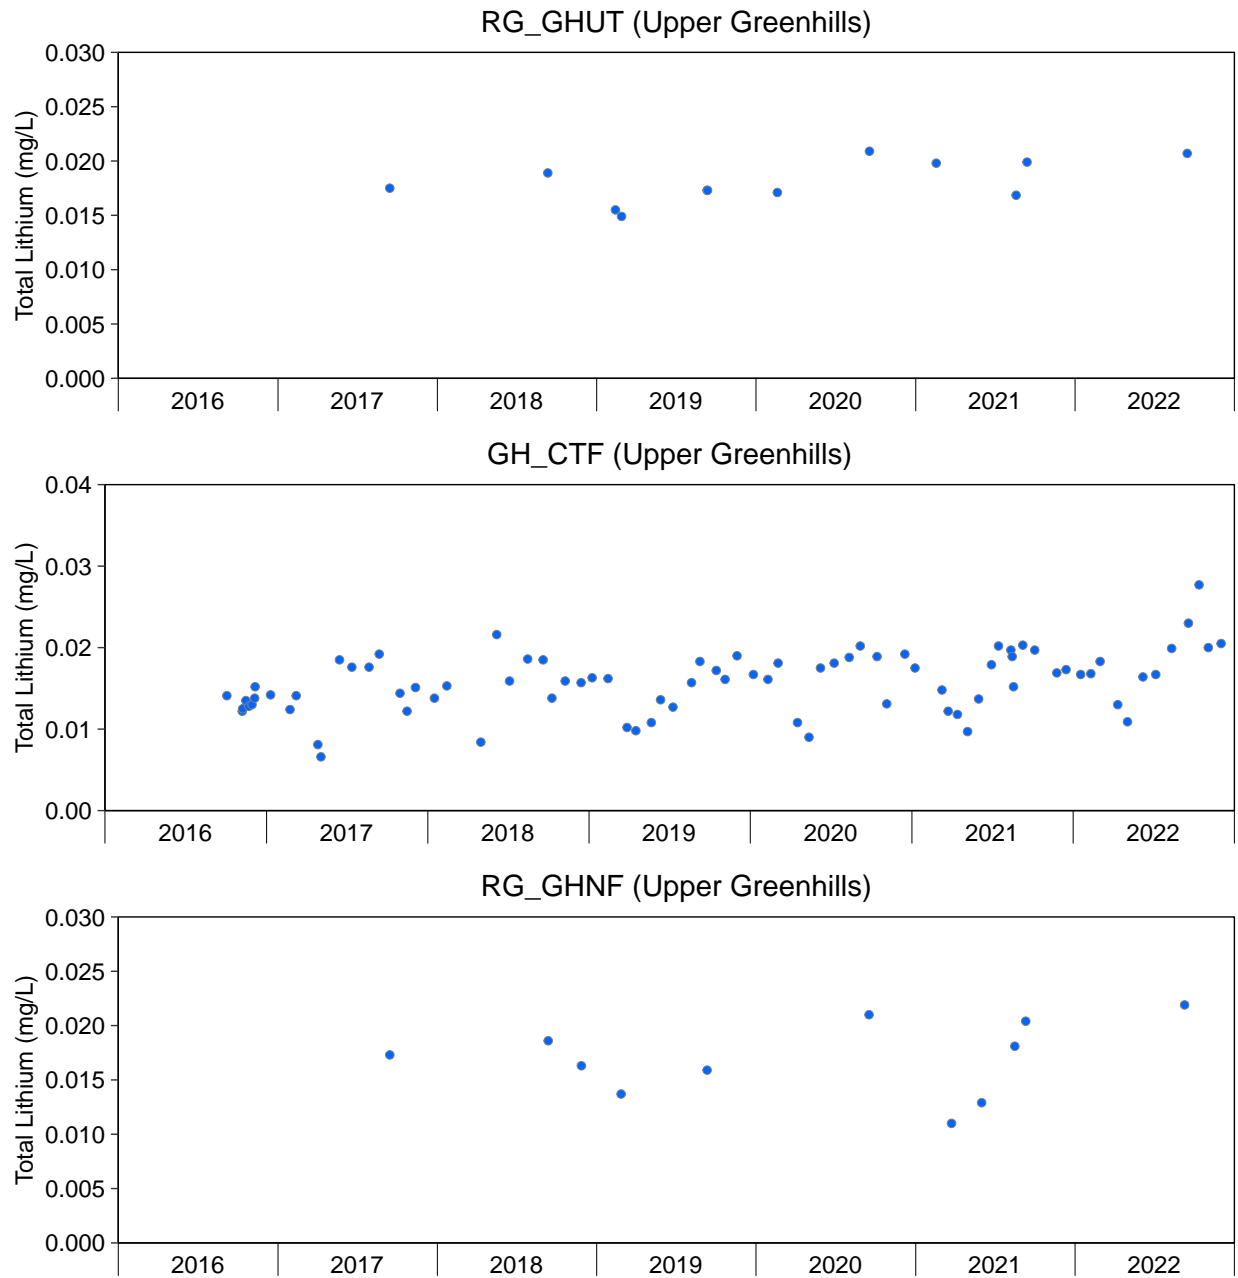 RG_GHUT (Upper Greenhills)
Total Lithium (mg/L)
0.030
0.025
0.020
0.015
0.010
0.005
0.000
2016 2017 2018 2019 2020 2021 2022
GH_CTF (Upper Greenhills)
Total Lithium (mg/L)
0.04
0.03
0.02
0.01
0.00
2016 2017 2018 2019 2020 2021 2022
RG_GHNF (Upper Greenhills)
Total Lithium (mg/L)
0.030
0.025
0.020
0.015
0.010
0.005
0.000
2016 2017 2018 2019 2020 2021 2022